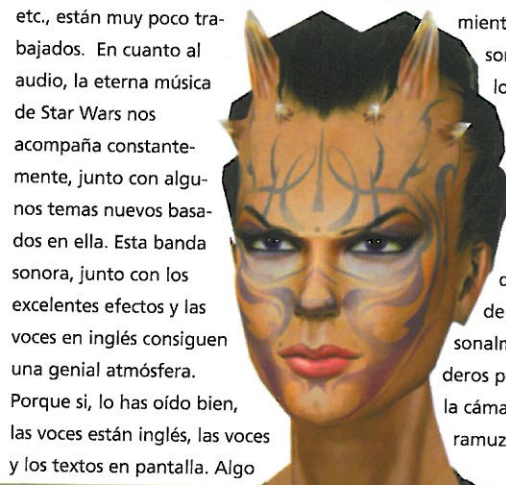 etc., están muy poco tra-
bajados. En cuanto al
audio, la eterna música
de Star Wars nos
acompaña constante-
mente, junto con algu-
nos temas nuevos basa-
dos en ella. Esta banda
sonora, junto con los
excelentes efectos y las
voces en inglés consiguen
una genial atmósfera.
Porque si, lo has oído bien,
las voces están inglés, las voces
y los textos en pantalla. Algo
mient
son
lo
de
sonalm
deros p
la cáma
ramuz